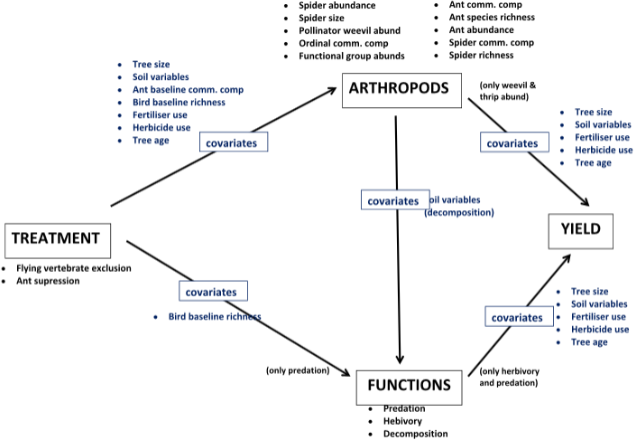 • Spider abundance
• Spider size
• Pollinator weevil abund
• Ordinal comm. comp
• Functional group abunds
• Ant comm. comp
• Ant species richness
• Ant abundance
• Spider comm. comp
• Spider richness
ARTHROPODS
(only weevil &
thrip abund)
• Tree size
• Soil variables
• Ant baseline comm. comp
• Bird baseline richness
• Fertiliser use
• Herbicide use
• Tree age
covariates
covariates
• Tree size
• Soil variables
• Fertiliser use
• Herbicide use
• Tree age
covariates
oil variables
(decomposition)
TREATMENT
• Flying vertebrate exclusion
• Ant supression
YIELD
covariates
• Bird baseline richness
covariates
• Tree size
• Soil variables
• Fertiliser use
• Herbicide use
• Tree age
(only predation)
(only herbivory
and predation)
FUNCTIONS
• Predation
• Hebivory
• Decomposition